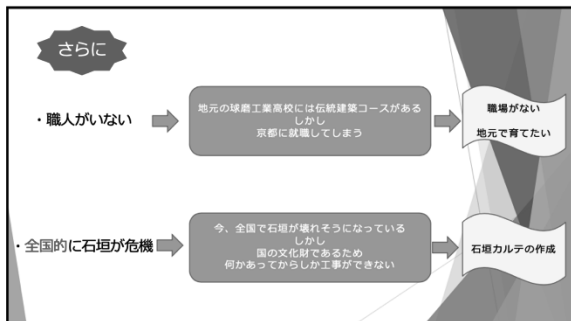 さらに
・職人がいない
地元の球磨工業高校には伝統建築コースがある
しかし
京都に就職してしまう
職場がない
地元で育てたい
・全国的に石垣が危機
今、全国で石垣が壊れそうになっている
しかし
国の文化財であるため
何かあってからしか工事ができない
石垣カルテの作成